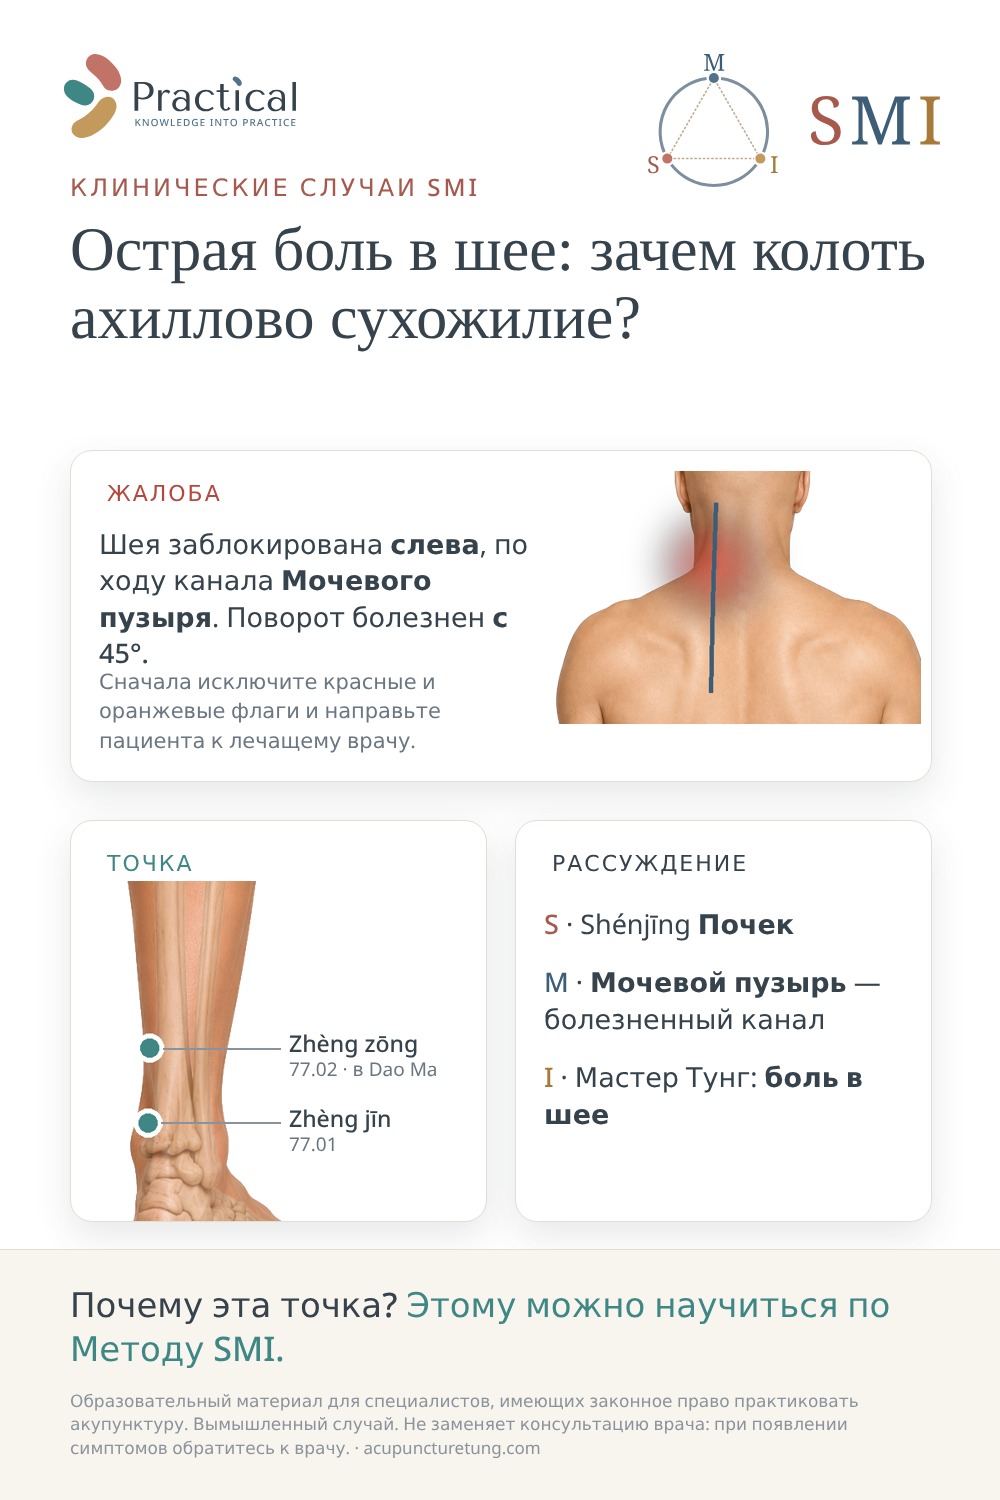 Practical
KNOWLEDGE INTO PRACTICE
M
S
I
SMI
КЛИНИЧЕСКИЕ СЛУЧАИ SMI
Острая боль в шее: зачем колоть
ахиллово сухожилие?
ЖАЛОБА
Шея заблокирована слева, по
ходу канала Мочевого
пузыря. Поворот болезнен с
45°.
Сначала исключите красные и
оранжевые флаги и направьте
пациента к лечащему врачу.
ТОЧКА
Zhèng zōng
77.02 · в Dao Ma
Zhèng jīn
77.01
РАССУЖДЕНИЕ
S · Shénjīng Почек
M · Мочевой пузырь —
болезненный канал
I · Мастер Тунг: боль в
шее
Почему эта точка? Этому можно научиться по
Методу SMI.
Образовательный материал для специалистов, имеющих законное право практиковать
акупунктуру. Вымышленный случай. Не заменяет консультацию врача: при появлении
симптомов обратитесь к врачу. · acupuncturetung.com